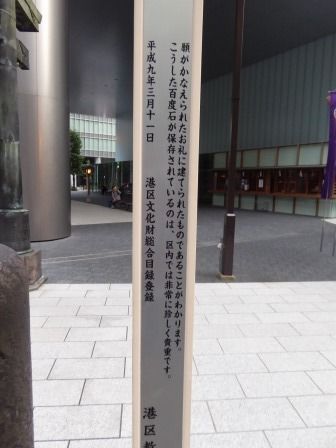 願がかなえられたお礼に建てられたものであることがわかります。
こうした百度石が保存されているのは、区内では非常に珍しく貴重です。
平成九年三月十一日　港区文化財総合目録登録
港区教